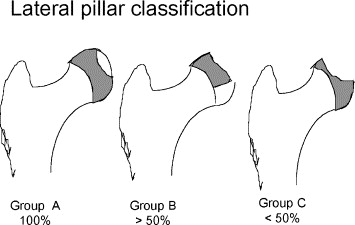 Lateral pillar classification
Group A
100%
Group B
> 50%
Group C
< 50%